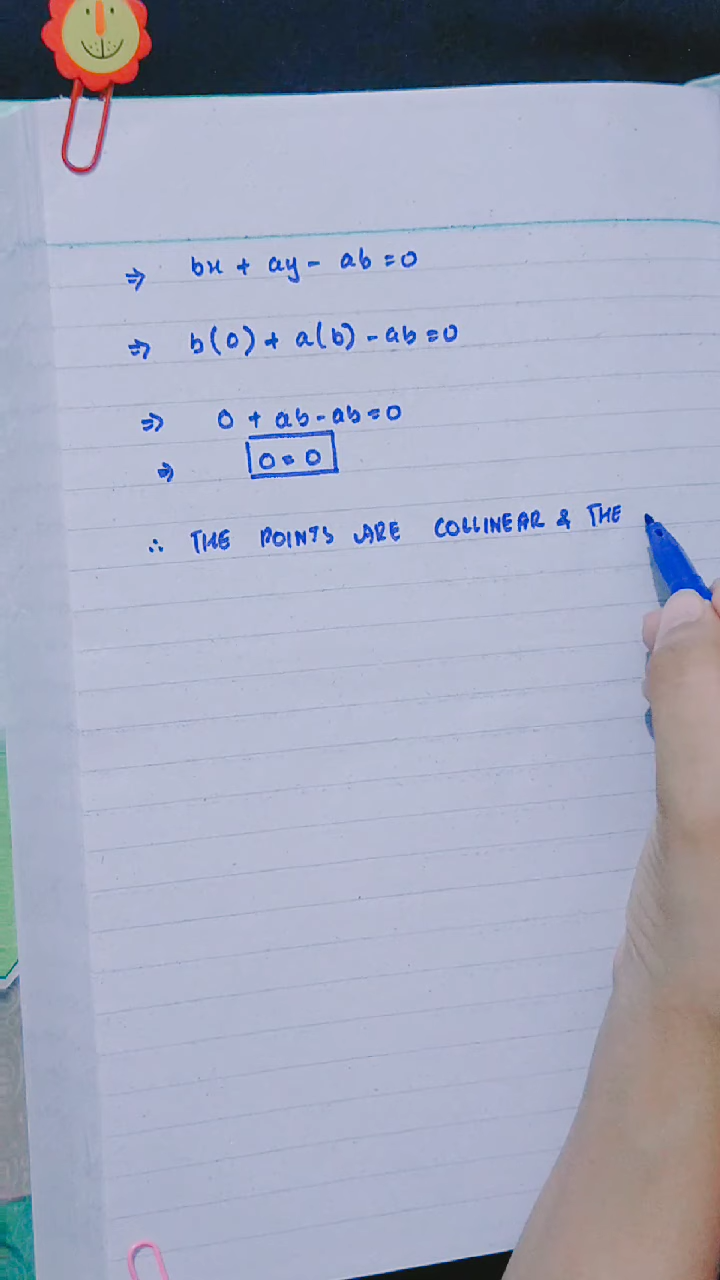 ⇒ bx + ay - ab = 0
⇒ b(0) + a(b) - ab = 0
⇒ 0 + ab - ab = 0
⇒ 0 = 0
∴ THE POINTS ARE COLLINEAR & THE